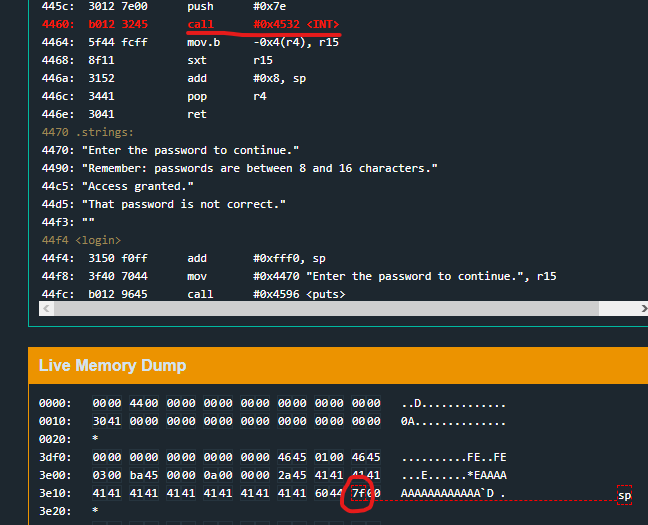 445c:  3012 7e00      push      #0x7e
4460:  b012 3245      call      #0x4532 <INT>
4464:  5f44 fcff      mov.b     -0x4(r4), r15
4468:  8f11           sxt       r15
446a:  3152           add       #0x8, sp
446c:  3441           pop       r4
446e:  3041           ret
4470 .strings:
4470: "Enter the password to continue."
4490: "Remember: passwords are between 8 and 16 characters."
44c5: "Access granted."
44d5: "That password is not correct."
44f3: ""
44f4 <login>
44f4:  3150 f0ff      add       #0xfff0, sp
44f8:  3f40 7044      mov       #0x4470 "Enter the password to continue.", r15
44fc:  b012 9645      call      #0x4596 <puts>
Live Memory Dump
0000:  0000 4400 0000 0000 0000 0000 0000 0000  ..D.............
0010:  3041 0000 0000 0000 0000 0000 0000 0000  0A..............
0020:  *
3df0:  0000 0000 0000 0000 0000 4645 0100 4645  ..........FE..FE
3e00:  0300 ba45 0000 0a00 0000 2a45 4141 4141  ...E......*EAAAA
3e10:  4141 4141 4141 4141 4141 4141 6044 7f00  AAAAAAAAAAAA`D .  sp
3e20:  *